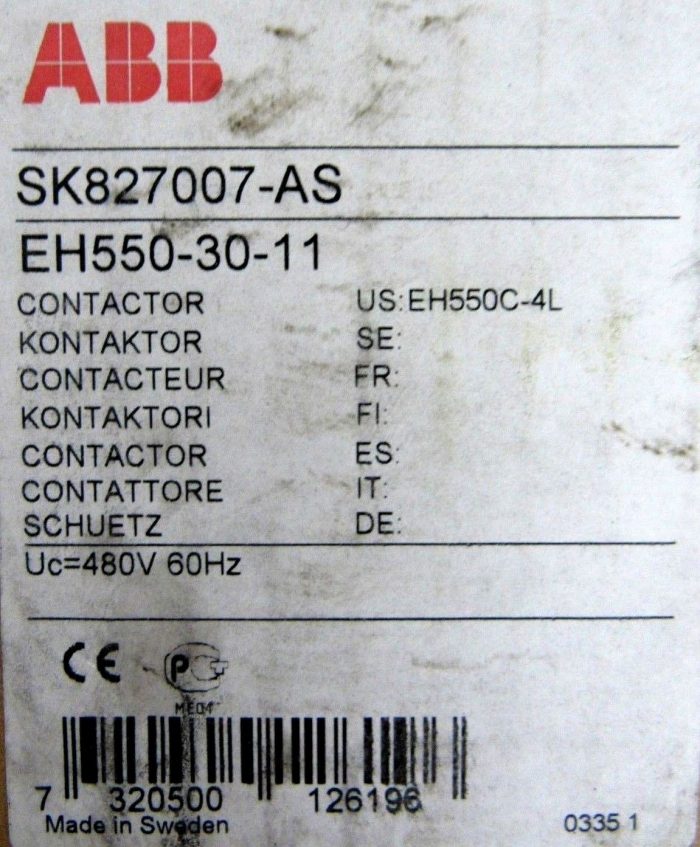 ABB
SK827007-AS
EH550-30-11
CONTACTOR US:EH550C-4L
KONTAKTOR SE:
CONTACTEUR FR:
KONTAKTORI FI:
CONTACTOR ES:
CONTATTORE IT:
SCHUETZ DE:
Uc=480V 60Hz
CE
ME04
7 320500 126196
Made in Sweden 0335 1